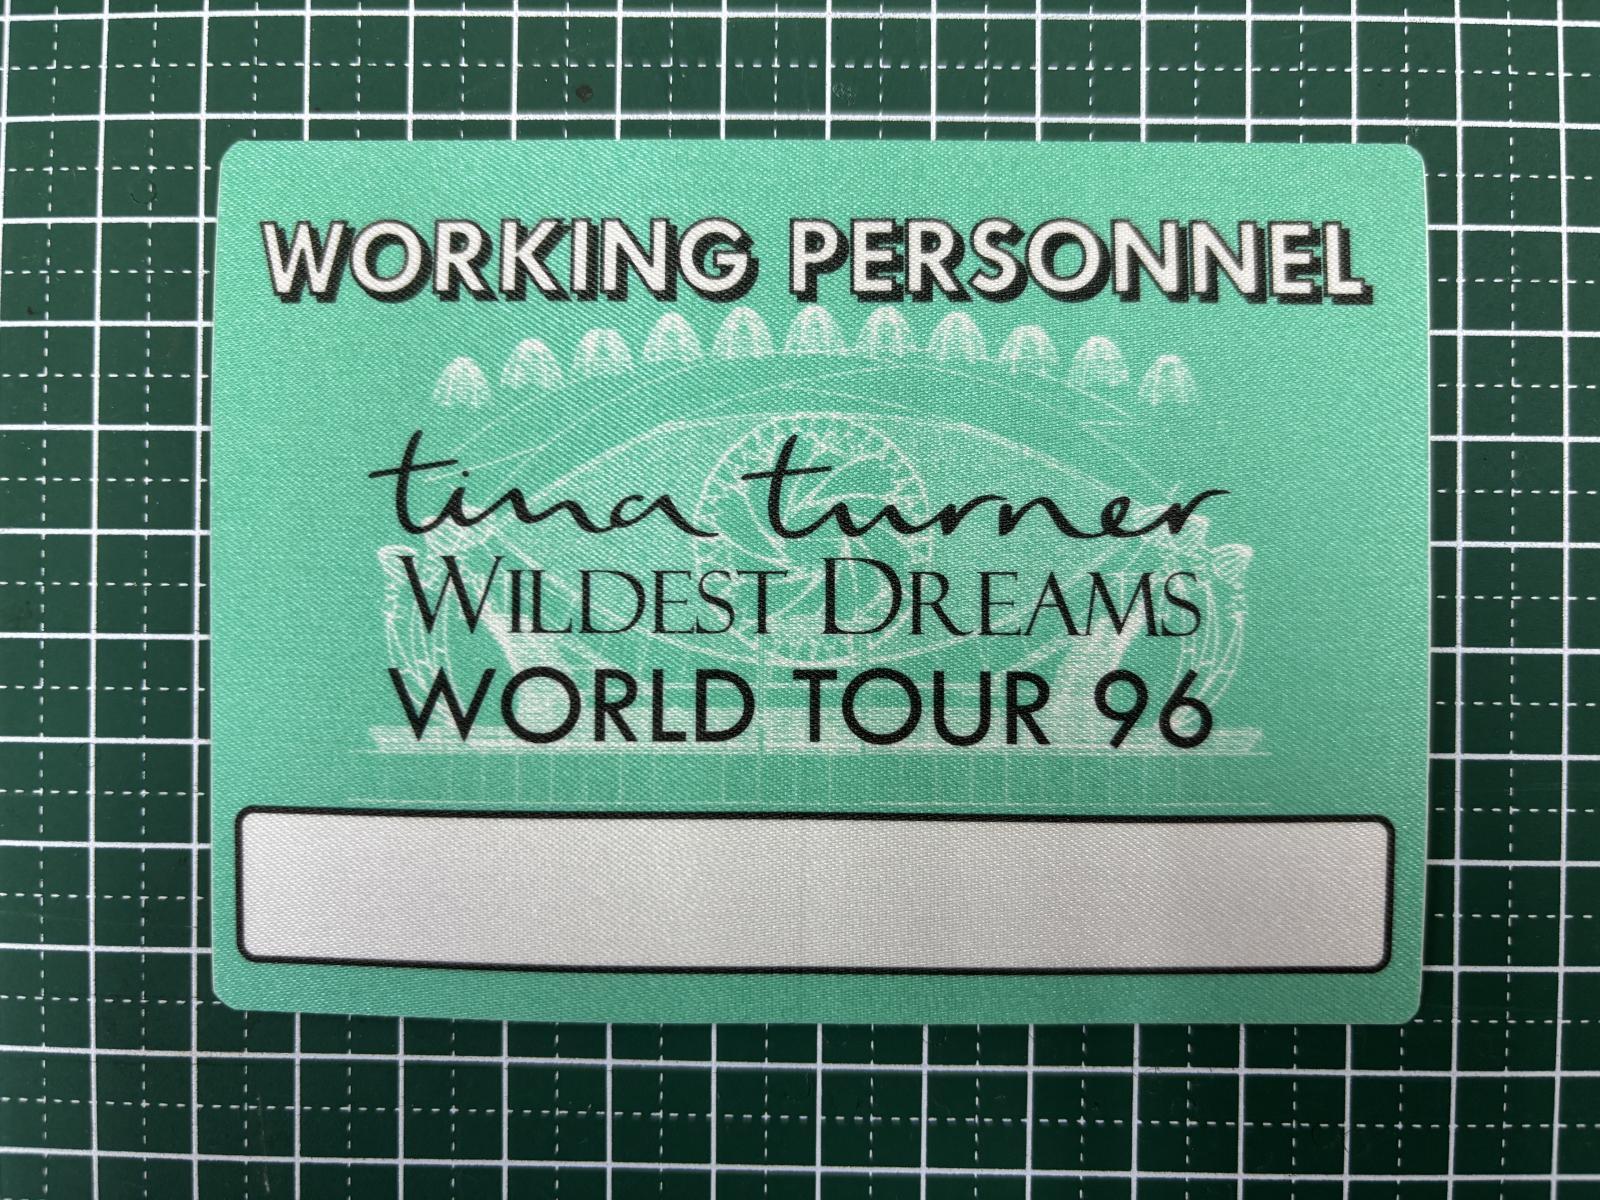 WORKING PERSONNEL
tina turner
WILDEST DREAMS
WORLD TOUR 96